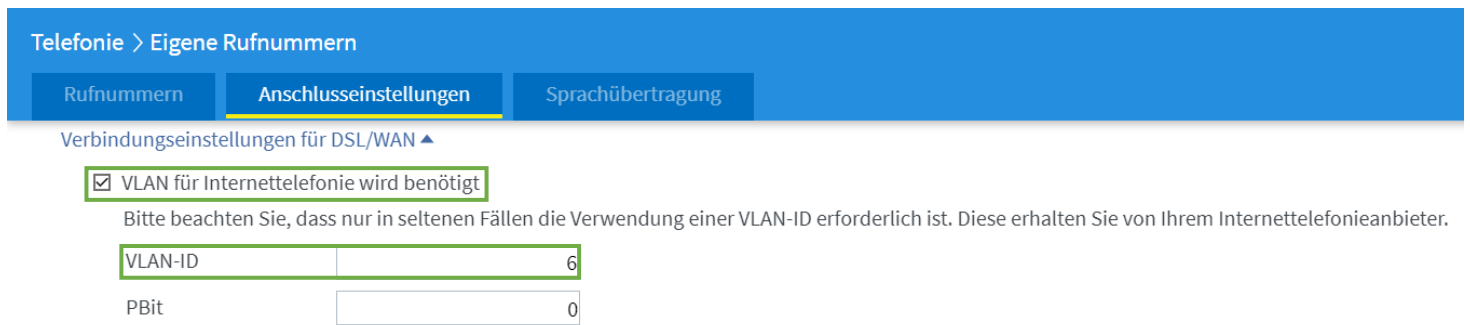 Telefonie > Eigene Rufnummern
Rufnummern Anschlusseinstellungen Sprachübertragung
Verbindungseinstellungen für DSL/WAN ▲
☑ VLAN für Internettelefonie wird benötigt
Bitte beachten Sie, dass nur in seltenen Fällen die Verwendung einer VLAN-ID erforderlich ist. Diese erhalten Sie von Ihrem Internettelefonieanbieter.
VLAN-ID 6
PBit 0